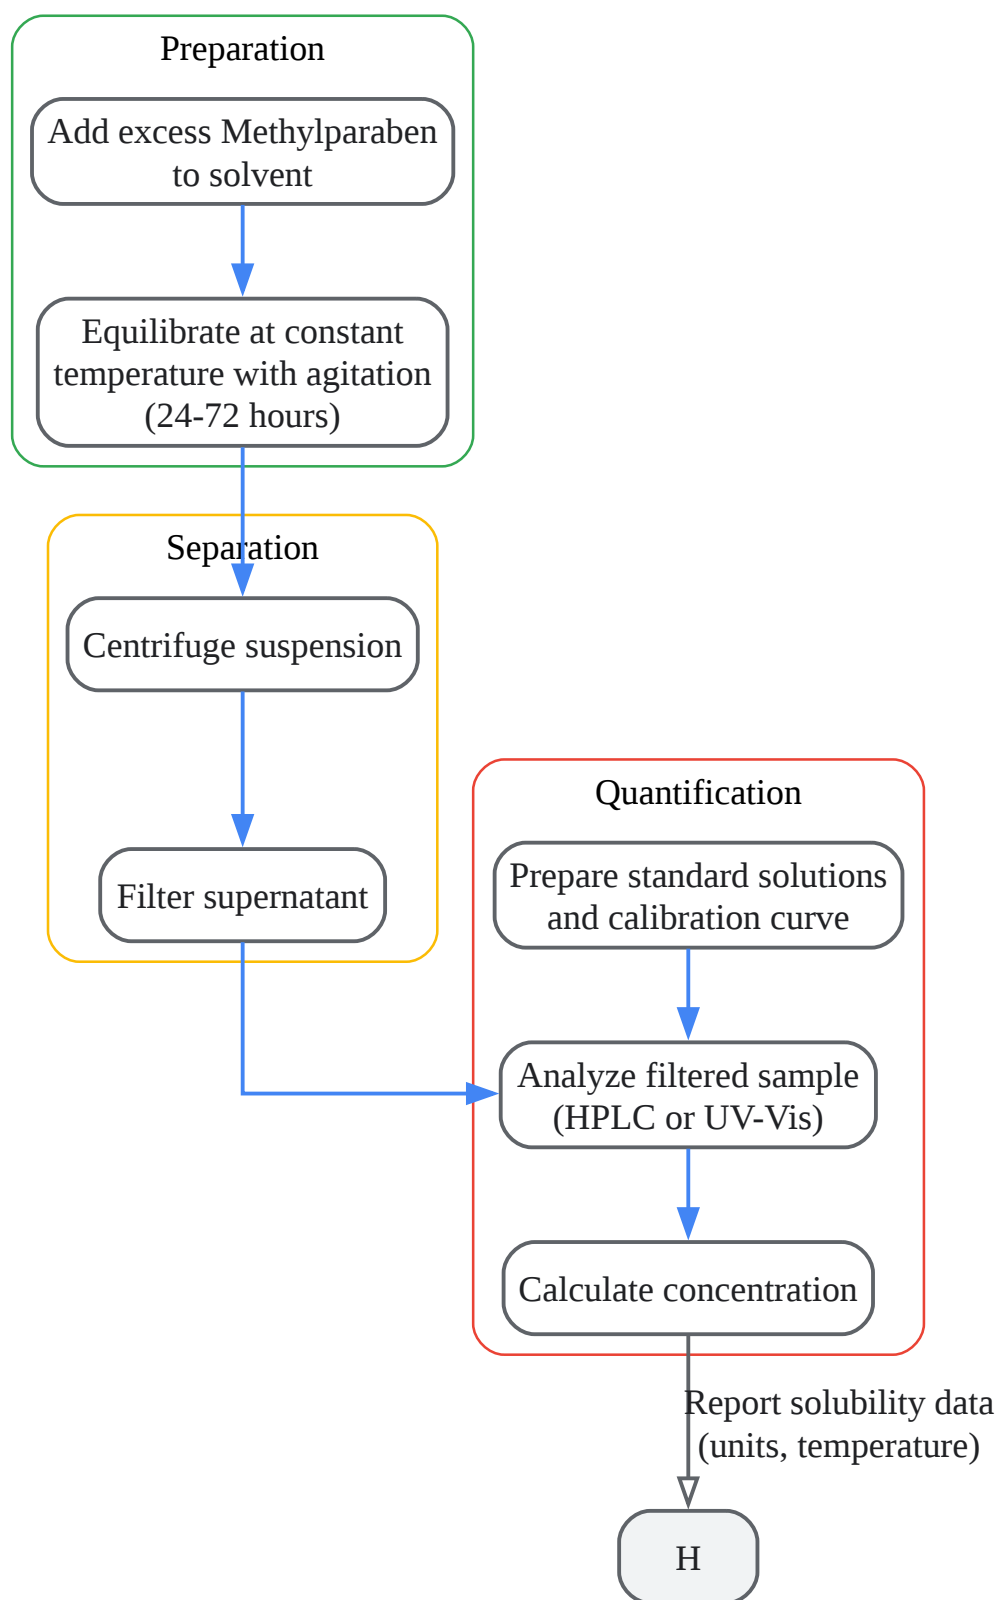 Preparation
Add excess Methylparaben
to solvent
Equilibrate at constant
temperature with agitation
(24-72 hours)
Separation
Centrifuge suspension
Filter supernatant
Quantification
Prepare standard solutions
and calibration curve
Analyze filtered sample
(HPLC or UV-Vis)
Calculate concentration
Report solubility data
(units, temperature)
H